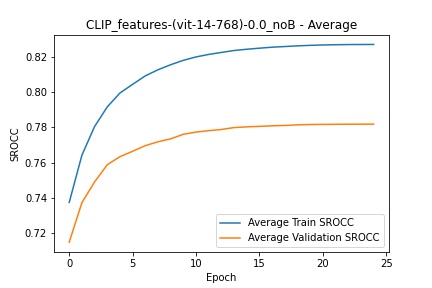 CLIP_features-(vit-14-768)-0.0_noB - Average
SROCC
0.82
0.80
0.78
0.76
0.74
0.72
Average Train SROCC
Average Validation SROCC
0 5 10 15 20 25
Epoch